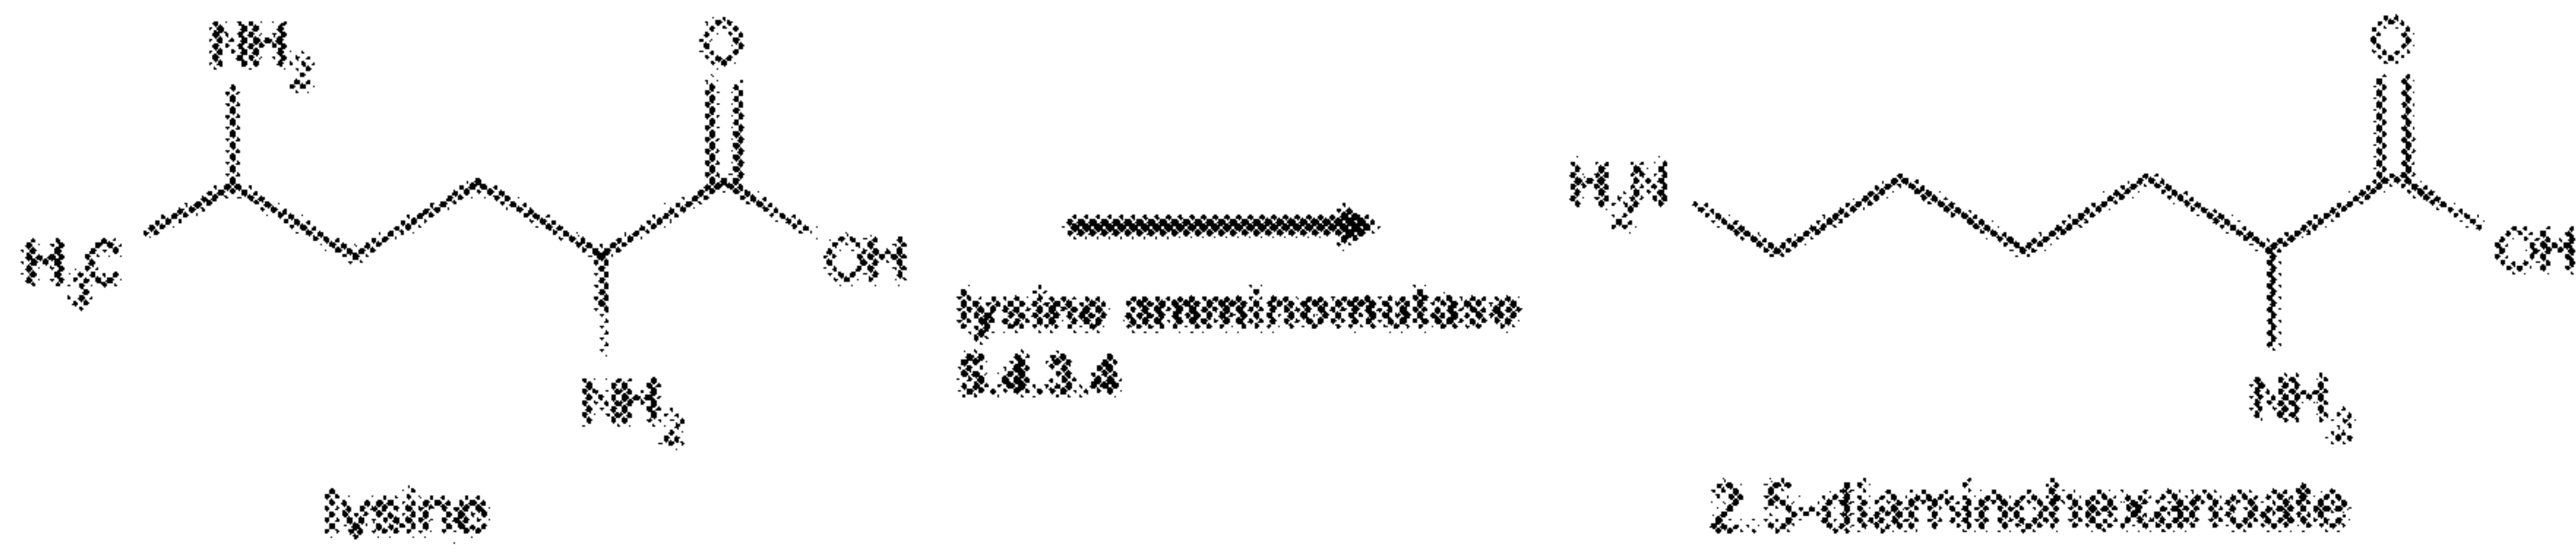 NH2
O
H3C
OH
NH2
lysine
lysine amminomutase
5.4.3.4
O
H2N
OH
NH2
2,5-diaminohexanoate